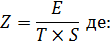 Z = E / (T × S) де: